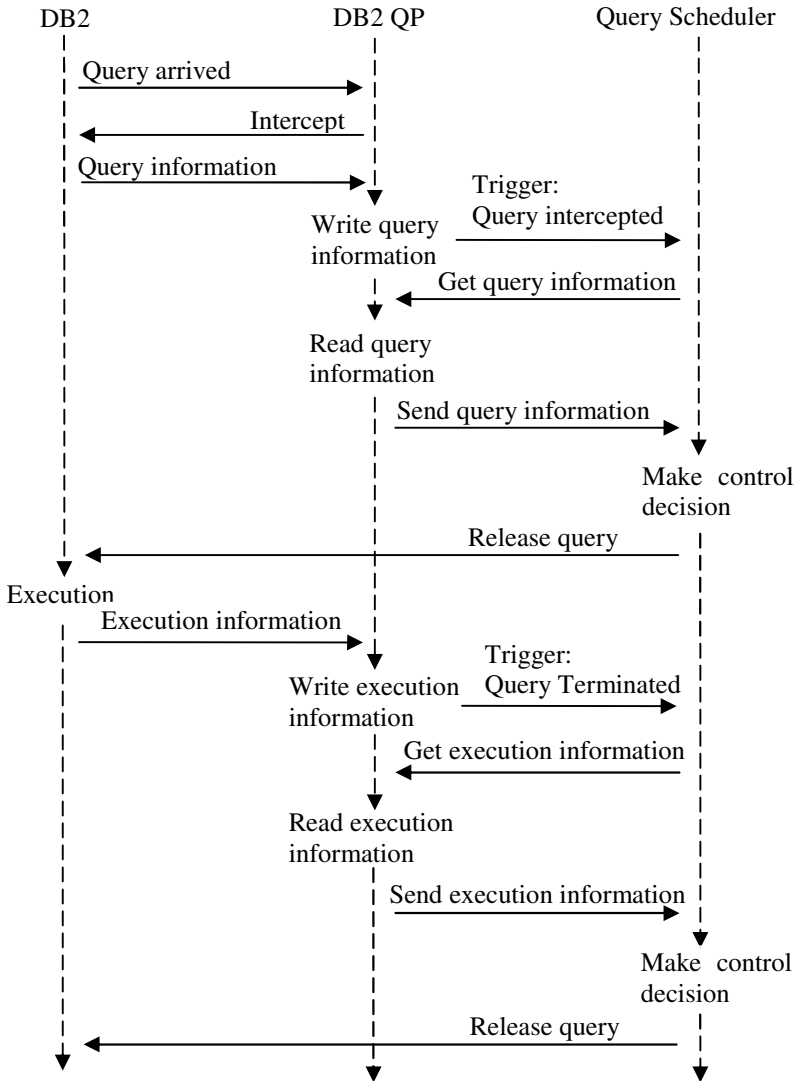 DB2 DB2 QP Query Scheduler
Query arrived
Intercept
Query information
Trigger:
Query intercepted
Write query
information
Get query information
Read query
information
Send query information
Make control
decision
Release query
Execution
Execution information
Trigger:
Query Terminated
Write execution
information
Get execution information
Read execution
information
Send execution information
Make control
decision
Release query